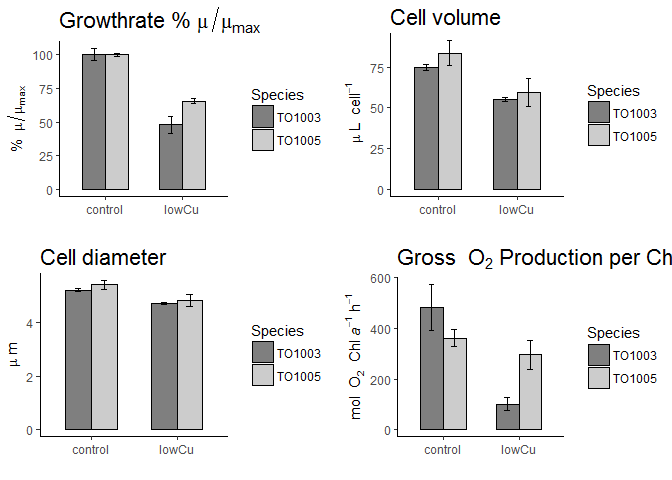 Growthrate % μ/μmax
% μ/μmax
100
75
50
25
0
control lowCu
Species
TO1003
TO1005
Cell volume
μ L cell⁻¹
75
50
25
0
control lowCu
Species
TO1003
TO1005
Cell diameter
μ m
4
2
0
control lowCu
Species
TO1003
TO1005
Gross O₂ Production per Ch
mol O₂ Chl a⁻¹ h⁻¹
600
400
200
0
control lowCu
Species
TO1003
TO1005